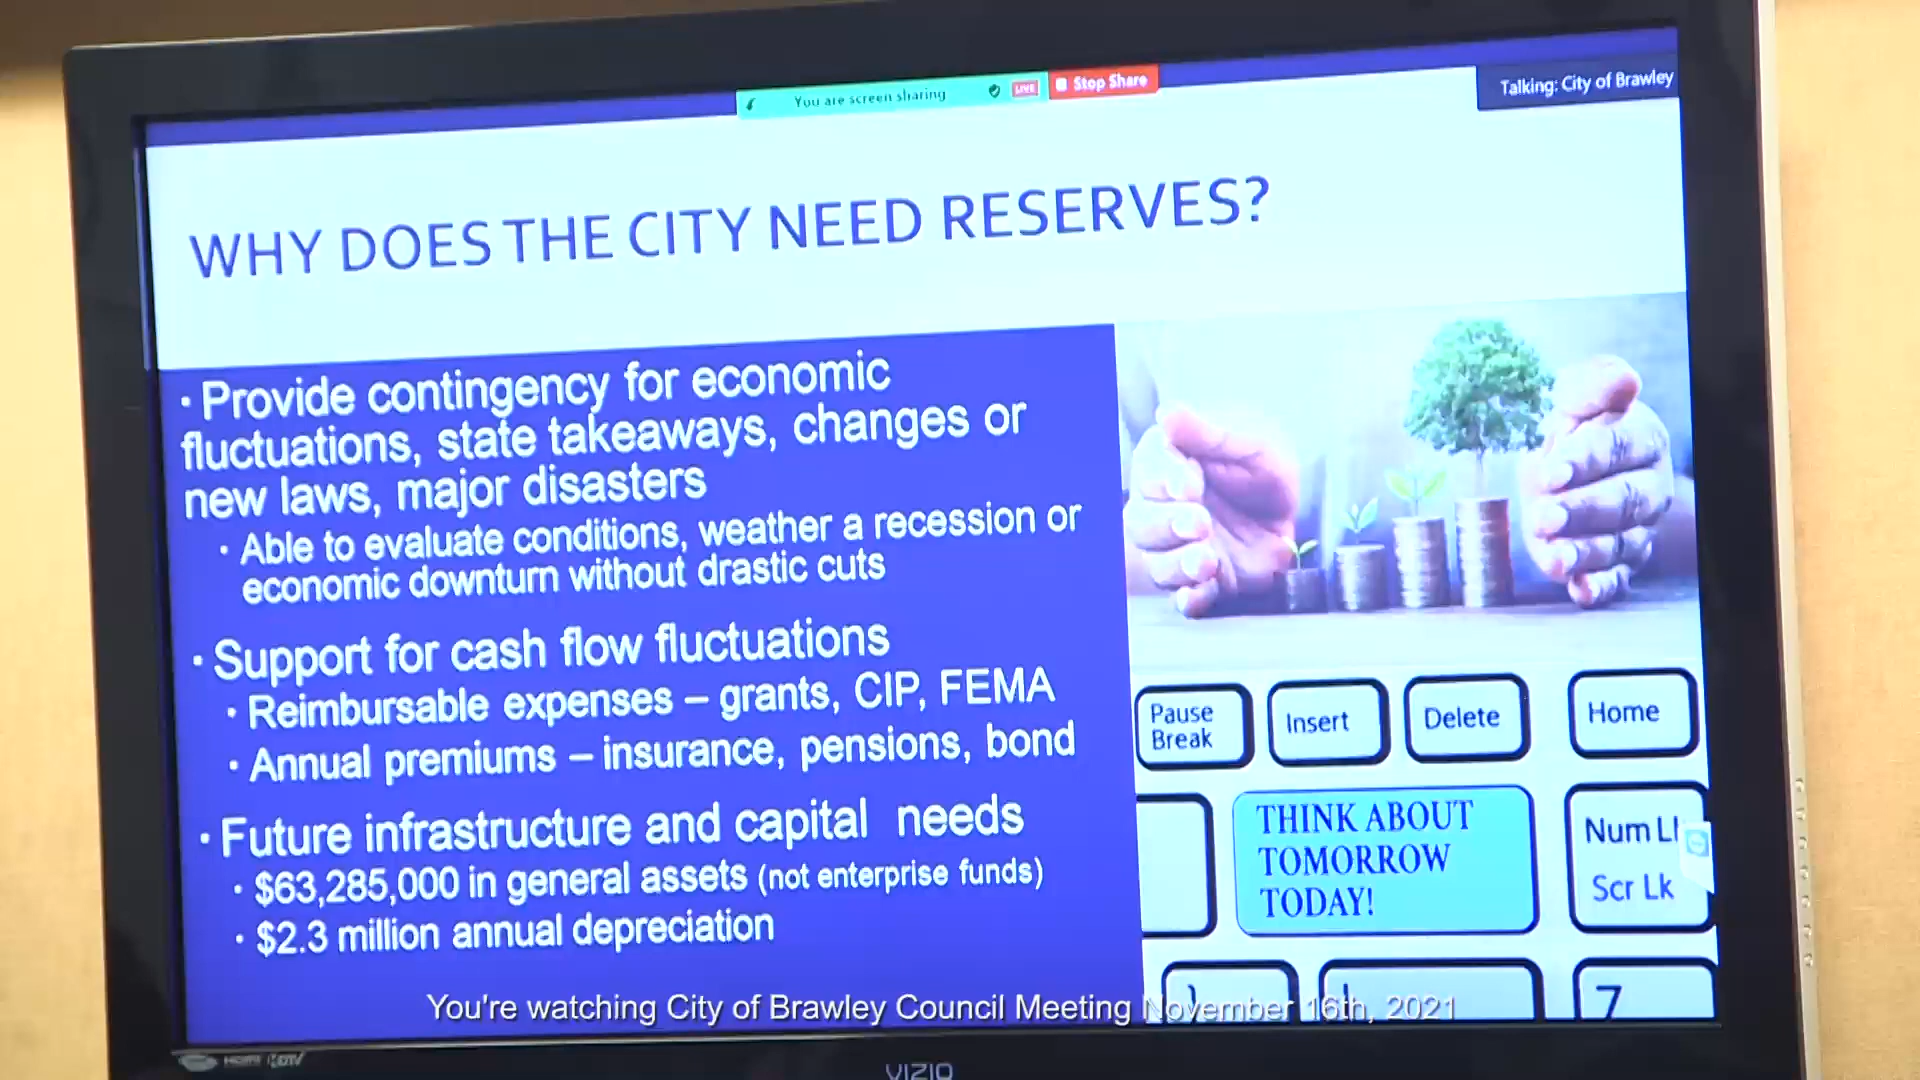 You are screen sharing
LIVE
Stop Share
Talking: City of Brawley
WHY DOES THE CITY NEED RESERVES?
· Provide contingency for economic
fluctuations, state takeaways, changes or
new laws, major disasters
· Able to evaluate conditions, weather a recession or
economic downturn without drastic cuts
· Support for cash flow fluctuations
· Reimbursable expenses – grants, CIP, FEMA
· Annual premiums – insurance, pensions, bond
· Future infrastructure and capital needs
· $63,285,000 in general assets (not enterprise funds)
· $2.3 million annual depreciation
Pause
Break
Insert
Delete
Home
THINK ABOUT
TOMORROW
TODAY!
Num
Scr Lk
7
You're watching City of Brawley Council Meeting November 16th, 2021
HDMI HDTV
VIZIO